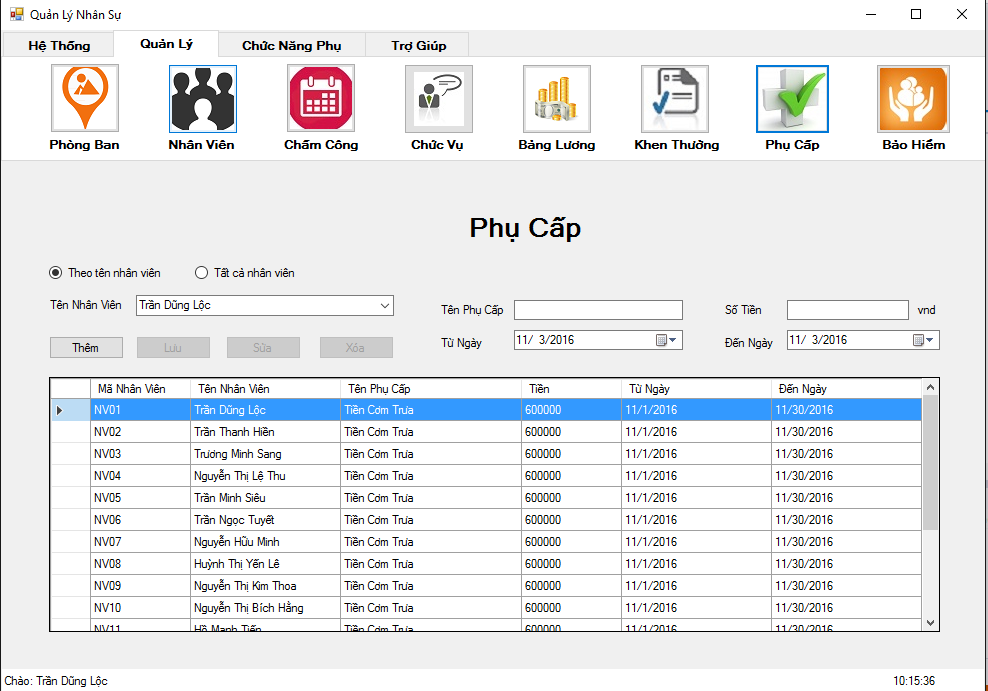 Quản Lý Nhân Sự
Hệ Thống Quản Lý Chức Năng Phụ Trợ Giúp
Phòng Ban Nhân Viên Chấm Công Chức Vụ Bảng Lương Khen Thưởng Phụ Cấp Bảo Hiểm
Phụ Cấp
Theo tên nhân viên Tất cả nhân viên
Tên Nhân Viên Trần Dũng Lộc Tên Phụ Cấp Số Tiền vnd
Thêm Lưu Sửa Xóa Từ Ngày 11/ 3/2016 Đến Ngày 11/ 3/2016
Mã Nhân Viên Tên Nhân Viên Tên Phụ Cấp Tiền Từ Ngày Đến Ngày
NV01 Trần Dũng Lộc Tiền Cơm Trưa 600000 11/1/2016 11/30/2016
NV02 Trần Thanh Hiền Tiền Cơm Trưa 600000 11/1/2016 11/30/2016
NV03 Trương Minh Sang Tiền Cơm Trưa 600000 11/1/2016 11/30/2016
NV04 Nguyễn Thị Lệ Thu Tiền Cơm Trưa 600000 11/1/2016 11/30/2016
NV05 Trần Minh Siêu Tiền Cơm Trưa 600000 11/1/2016 11/30/2016
NV06 Trần Ngọc Tuyết Tiền Cơm Trưa 600000 11/1/2016 11/30/2016
NV07 Nguyễn Hữu Minh Tiền Cơm Trưa 600000 11/1/2016 11/30/2016
NV08 Huỳnh Thị Yến Lê Tiền Cơm Trưa 600000 11/1/2016 11/30/2016
NV09 Nguyễn Thị Kim Thoa Tiền Cơm Trưa 600000 11/1/2016 11/30/2016
NV10 Nguyễn Thị Bích Hằng Tiền Cơm Trưa 600000 11/1/2016 11/30/2016
NV11 Hồ Mạnh Tiến Tiền Cơm Trưa 600000 11/1/2016 11/30/2016
Chào: Trần Dũng Lộc 10:15:36